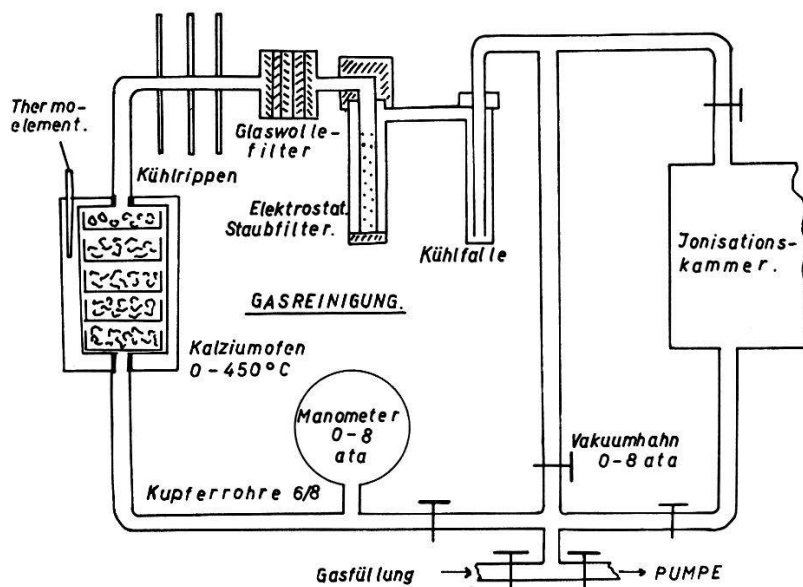 Thermo-
element.
Kühlrippen
Glaswolle-
filter
Elektrostat.
Staubfilter.
Kühlfalle
Jonisations-
kammer.
GASREINIGUNG.
Kalziumofen
0-450°C
Manometer
0-8
ata
Vakuumhahn
0-8 ata
Kupferrohre 6/8
Gasfüllung
PUMPE